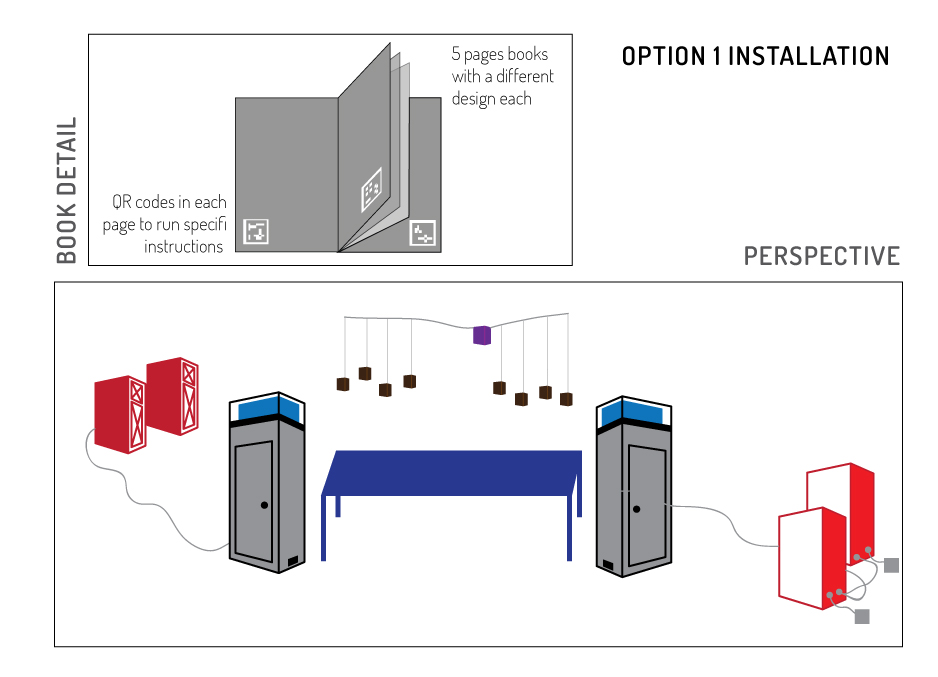 OPTION 1 INSTALLATION
BOOK DETAIL
5 pages books
with a different
design each
QR codes in each
page to run specifi
instructions
PERSPECTIVE